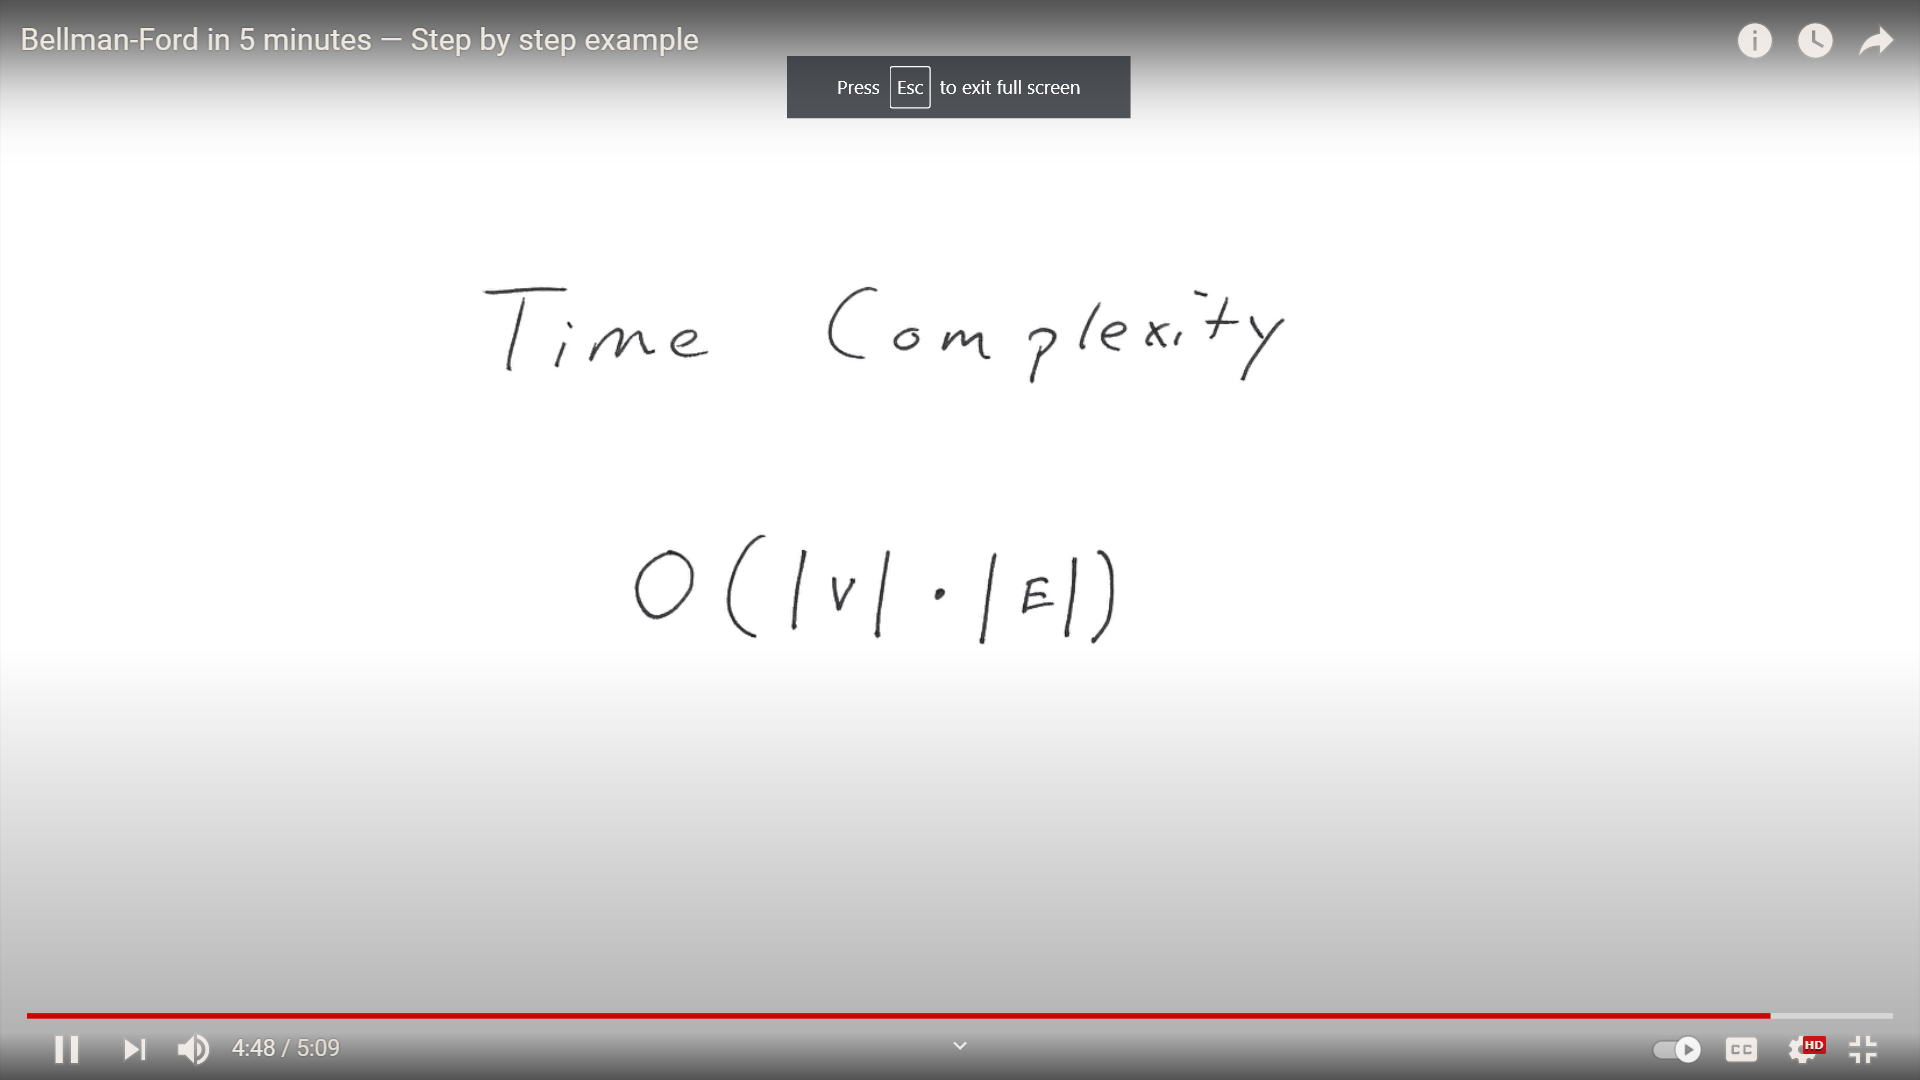 Bellman-Ford in 5 minutes — Step by step example
Press Esc to exit full screen
Time Complexity
O(|V| · |E|)
4:48 / 5:09
CC
HD